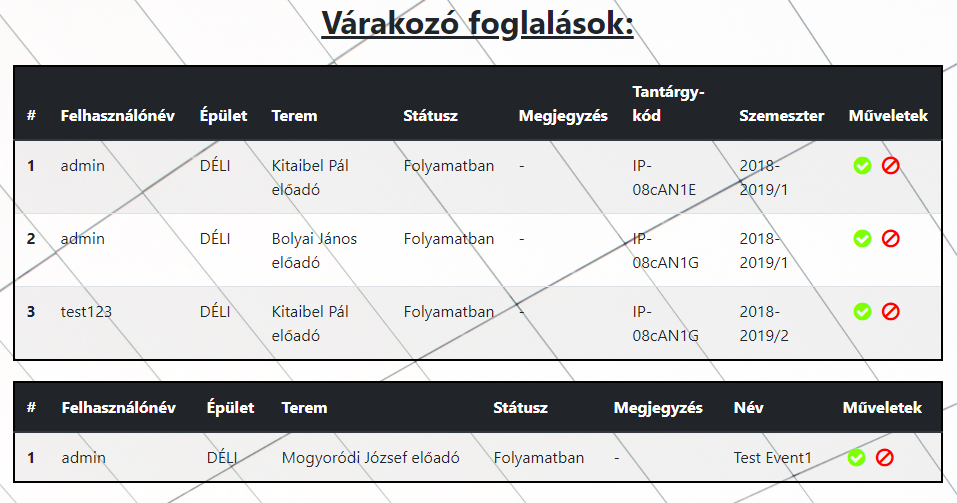 Várakozó foglalások:
# Felhasználónév Épület Terem Státusz Megjegyzés Tantárgy-
kód Szemeszter Műveletek
1 admin DÉLI Kitaibel Pál Folyamatban - IP- 2018-
előadó 08cAN1E 2019/1
2 admin DÉLI Bolyai János Folyamatban - IP- 2018-
előadó 08cAN1G 2019/1
3 test123 DÉLI Kitaibel Pál Folyamatban - IP- 2018-
előadó 08cAN1G 2019/2
# Felhasználónév Épület Terem Státusz Megjegyzés Név Műveletek
1 admin DÉLI Mogyoródi József előadó Folyamatban - Test Event1